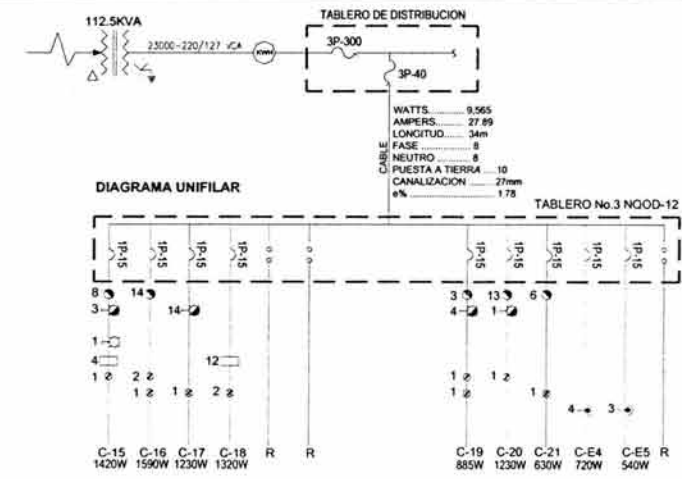 112.5KVA
TABLERO DE DISTRIBUCION
23000-220/127 VCA
KWH
3P-300
3P-40
CABLE
WATTS......... 9,565
AMPERS......... 27.89
LONGITUD..... 34m
FASE ................ 8
NEUTRO ........... 8
PUESTA A TIERRA .... 10
CANALIZACION ........ 27mm
e% ....................... 1.78
DIAGRAMA UNIFILAR
TABLERO No.3 NQOD-12
1P-15 1P-15 1P-15 1P-15 1P-15 1P-15 1P-15 1P-15 1P-15
8 14 3 13 6
3 14 4 1
1
4 12
1 2 1 1
1 1 2 1 1
4 3
C-15 C-16 C-17 C-18 R R C-19 C-20 C-21 C-E4 C-E5 R
1420W 1590W 1230W 1320W 885W 1230W 630W 720W 540W